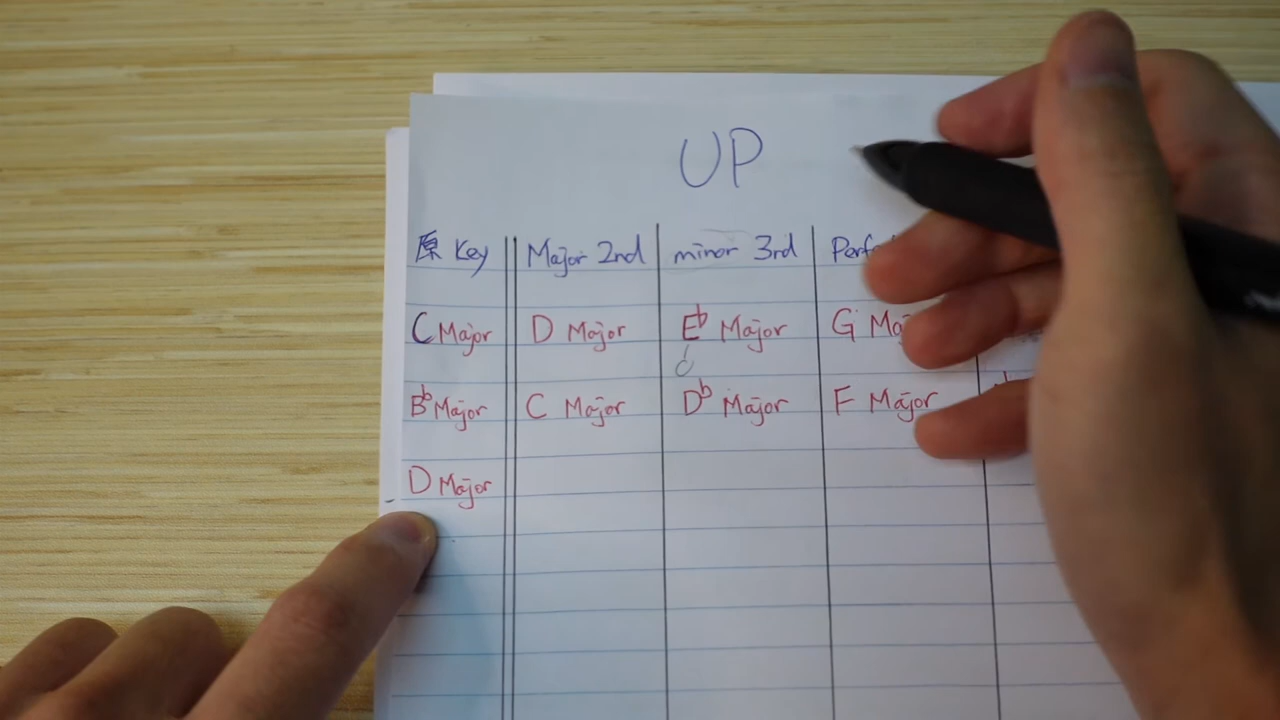 UP
原 Key Major 2nd minor 3rd
C Major D Major E♭ Major G
B♭ Major C Major D♭ Major F Major
D Major